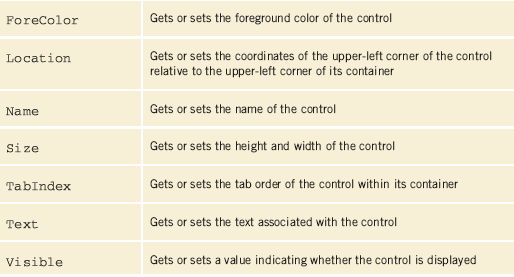 ForeColor Gets or sets the foreground color of the control
Location Gets or sets the coordinates of the upper-left corner of the control
relative to the upper-left corner of its container
Name Gets or sets the name of the control
Size Gets or sets the height and width of the control
TabIndex Gets or sets the tab order of the control within its container
Text Gets or sets the text associated with the control
Visible Gets or sets a value indicating whether the control is displayed